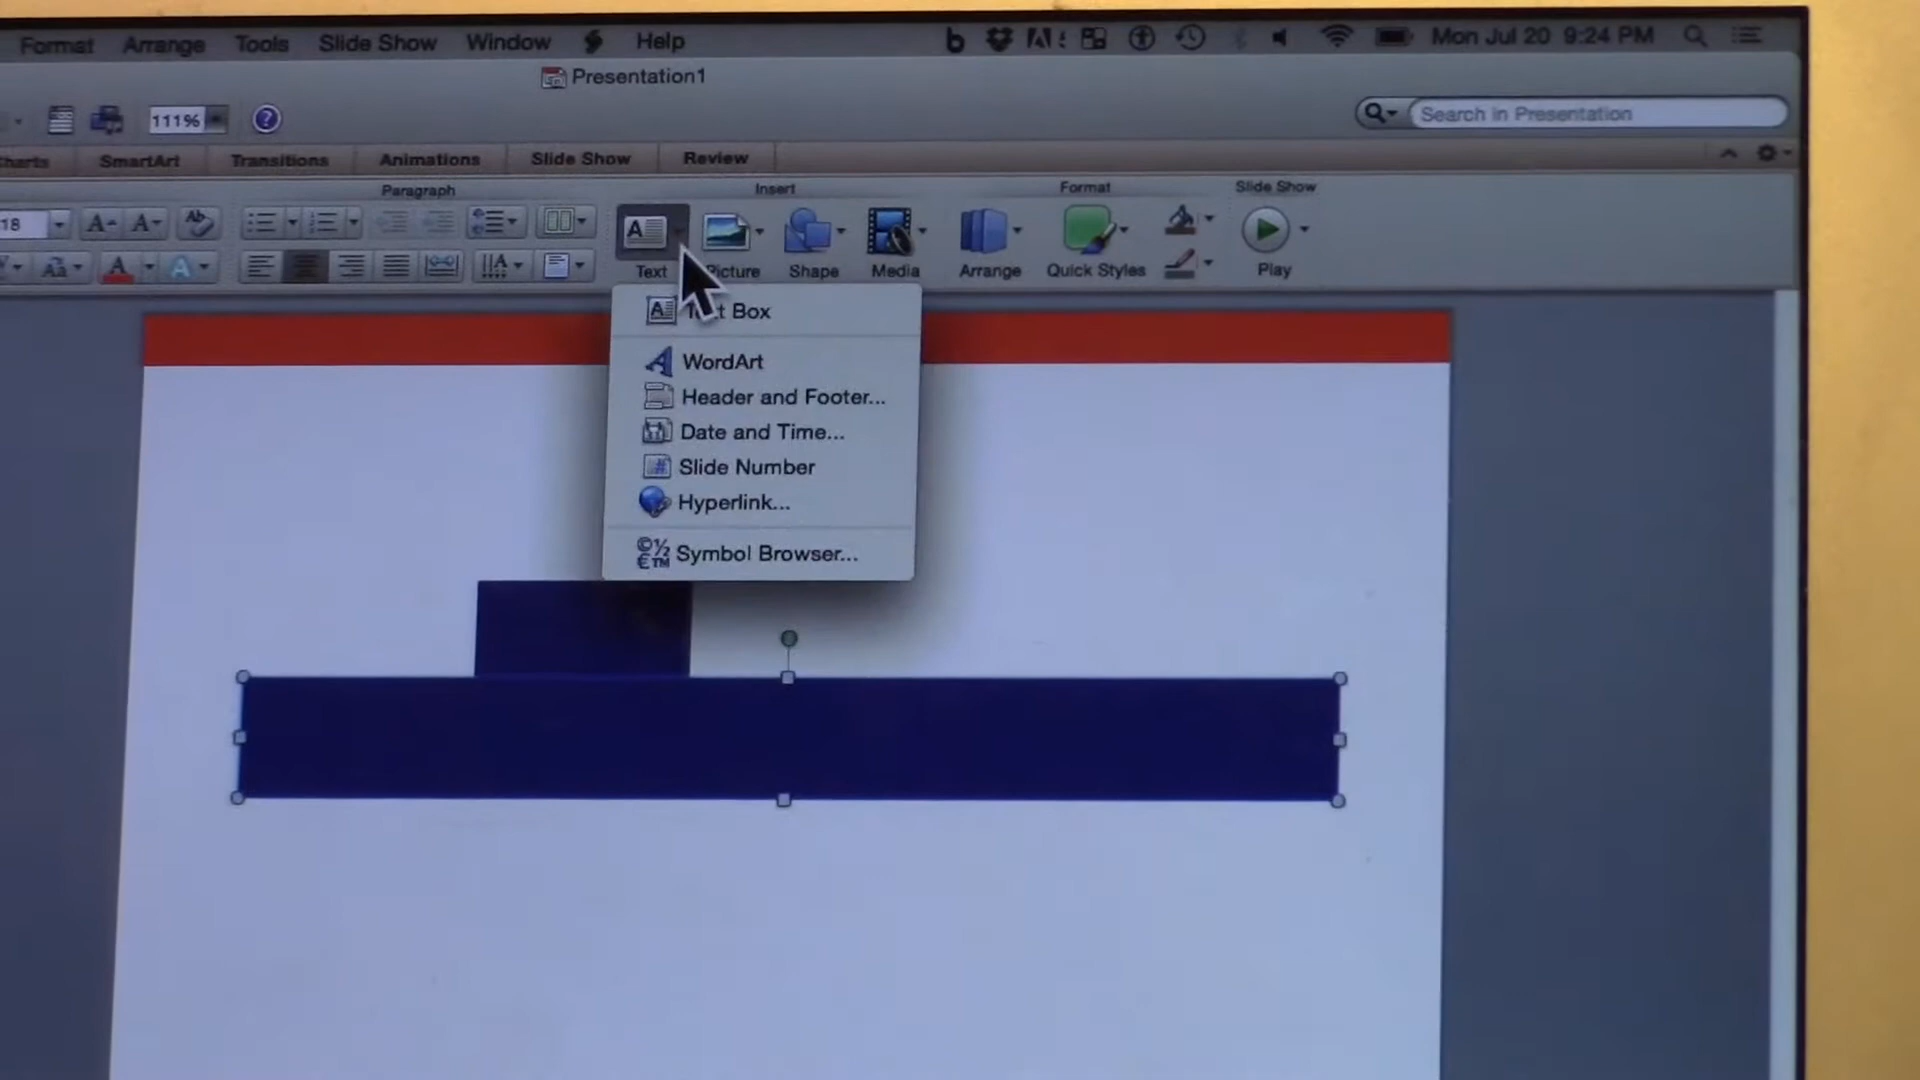 Format Arrange Tools Slide Show Window Help Mon Jul 20 9:24 PM
Presentation1
111% ? Search in Presentation
SmartArt Transitions Animations Slide Show Review
Paragraph Insert Format Slide Show
18
Text Picture Shape Media Arrange Quick Styles Play
Box
WordArt
Header and Footer...
Date and Time...
Slide Number
Hyperlink...
Symbol Browser...